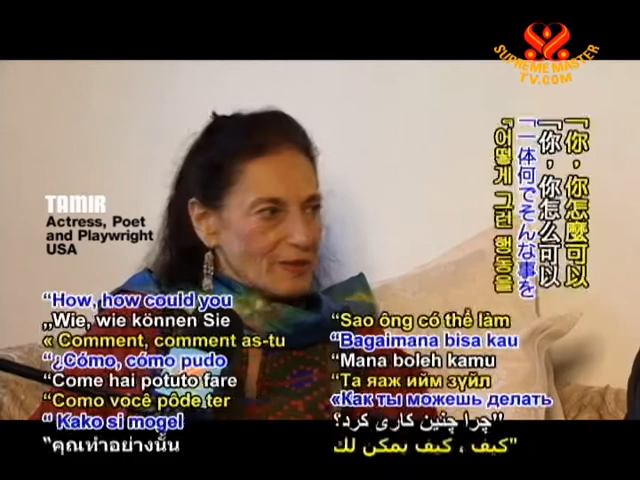 SUPREME MASTER
TV.COM
「你，你怎麼可以
「你，你怎么可以
「一体何でそんな事を
『어떻게 그런 행동을
TAMIR
Actress, Poet
and Playwright
USA
“How, how could you
„Wie, wie können Sie
« Comment, comment as-tu
“¿Cómo, cómo pudo
“Come hai potuto fare
“Como você pôde ter
“ Kako si mogel
“คุณทำอย่างนั้น
“Sao ông có thể làm
“Bagaimana bisa kau
“Mana boleh kamu
“Та яаж ийм зүйл
«Как ты можешь делать
”چرا چنین کاری کرد؟
"كيف ، كيف يمكن لك